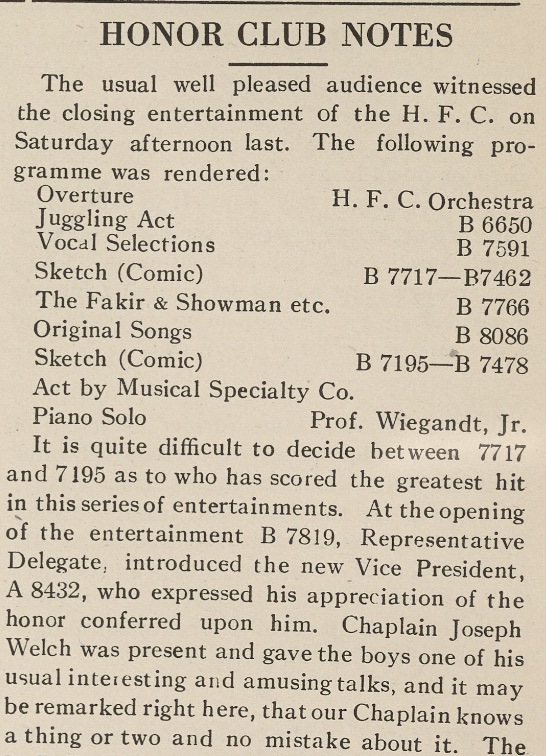 HONOR CLUB NOTES
The usual well pleased audience witnessed
the closing entertainment of the H. F. C. on
Saturday afternoon last. The following pro-
gramme was rendered:
Overture H. F. C. Orchestra
Juggling Act B 6650
Vocal Selections B 7591
Sketch (Comic) B 7717—B7462
The Fakir & Showman etc. B 7766
Original Songs B 8086
Sketch (Comic) B 7195—B 7478
Act by Musical Specialty Co.
Piano Solo Prof. Wiegandt, Jr.
It is quite difficult to decide between 7717
and 7195 as to who has scored the greatest hit
in this series of entertainments. At the opening
of the entertainment B 7819, Representative
Delegate, introduced the new Vice President,
A 8432, who expressed his appreciation of the
honor conferred upon him. Chaplain Joseph
Welch was present and gave the boys one of his
usual interesting and amusing talks, and it may
be remarked right here, that our Chaplain knows
a thing or two and no mistake about it. The